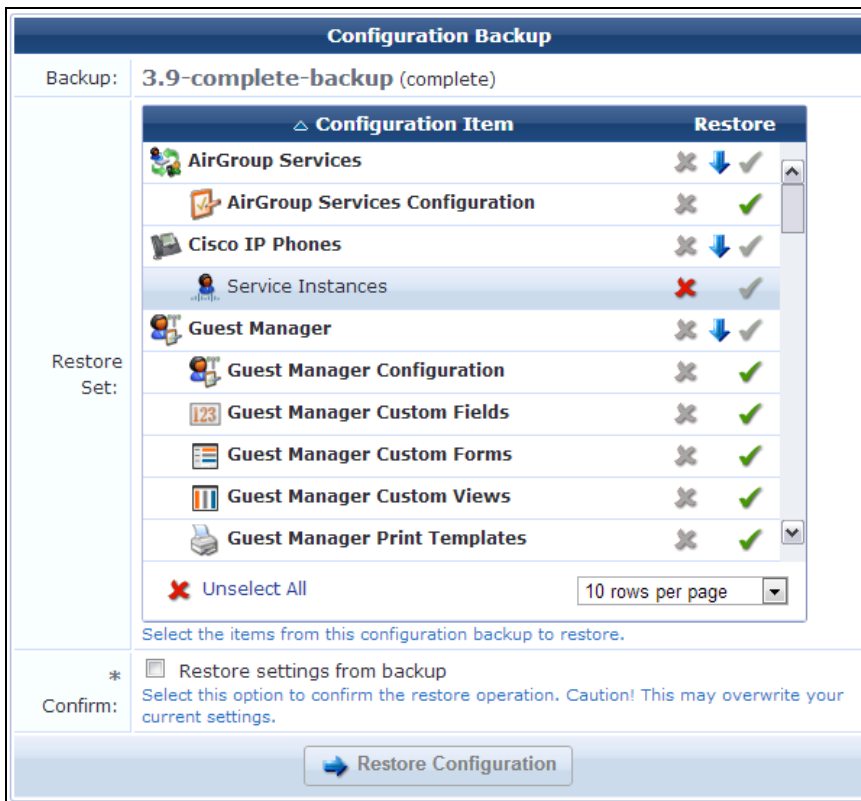 Configuration Backup
Backup: 3.9-complete-backup (complete)
Configuration Item Restore
AirGroup Services
AirGroup Services Configuration
Cisco IP Phones
Service Instances
Guest Manager
Restore Set:
Guest Manager Configuration
123 Guest Manager Custom Fields
Guest Manager Custom Forms
Guest Manager Custom Views
Guest Manager Print Templates
Unselect All 10 rows per page
Select the items from this configuration backup to restore.
* Confirm:
Restore settings from backup
Select this option to confirm the restore operation. Caution! This may overwrite your
current settings.
Restore Configuration